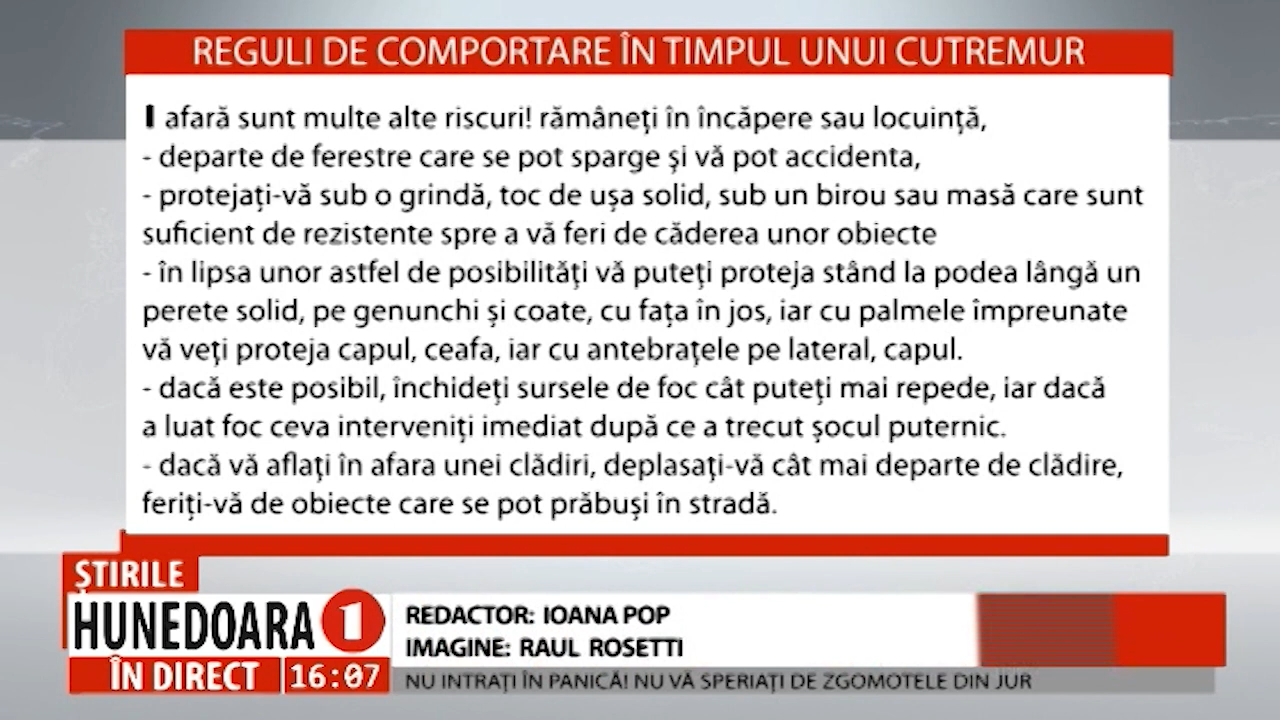 REGULI DE COMPORTARE ÎN TIMPUL UNUI CUTREMUR
afară sunt multe alte riscuri! rămâneți în încăpere sau locuință,
- departe de ferestre care se pot sparge și vă pot accidenta,
- protejați-vă sub o grindă, toc de ușa solid, sub un birou sau masă care sunt
suficient de rezistente spre a vă feri de căderea unor obiecte
- în lipsa unor astfel de posibilități vă puteți proteja stând la podea lângă un
perete solid, pe genunchi și coate, cu fața în jos, iar cu palmele împreunate
vă veți proteja capul, ceafa, iar cu antebrațele pe lateral, capul.
- dacă este posibil, închideți sursele de foc cât puteți mai repede, iar dacă
a luat foc ceva interveniți imediat după ce a trecut șocul puternic.
- dacă vă aflați în afara unei clădiri, deplasați-vă cât mai departe de clădire,
feriți-vă de obiecte care se pot prăbuși în stradă.
ȘTIRILE
HUNEDOARA 1
ÎN DIRECT 16:07
REDACTOR: IOANA POP
IMAGINE: RAUL ROSETTI
NU INTRAȚI ÎN PANICĂ! NU VĂ SPERIAȚI DE ZGOMOTELE DIN JUR